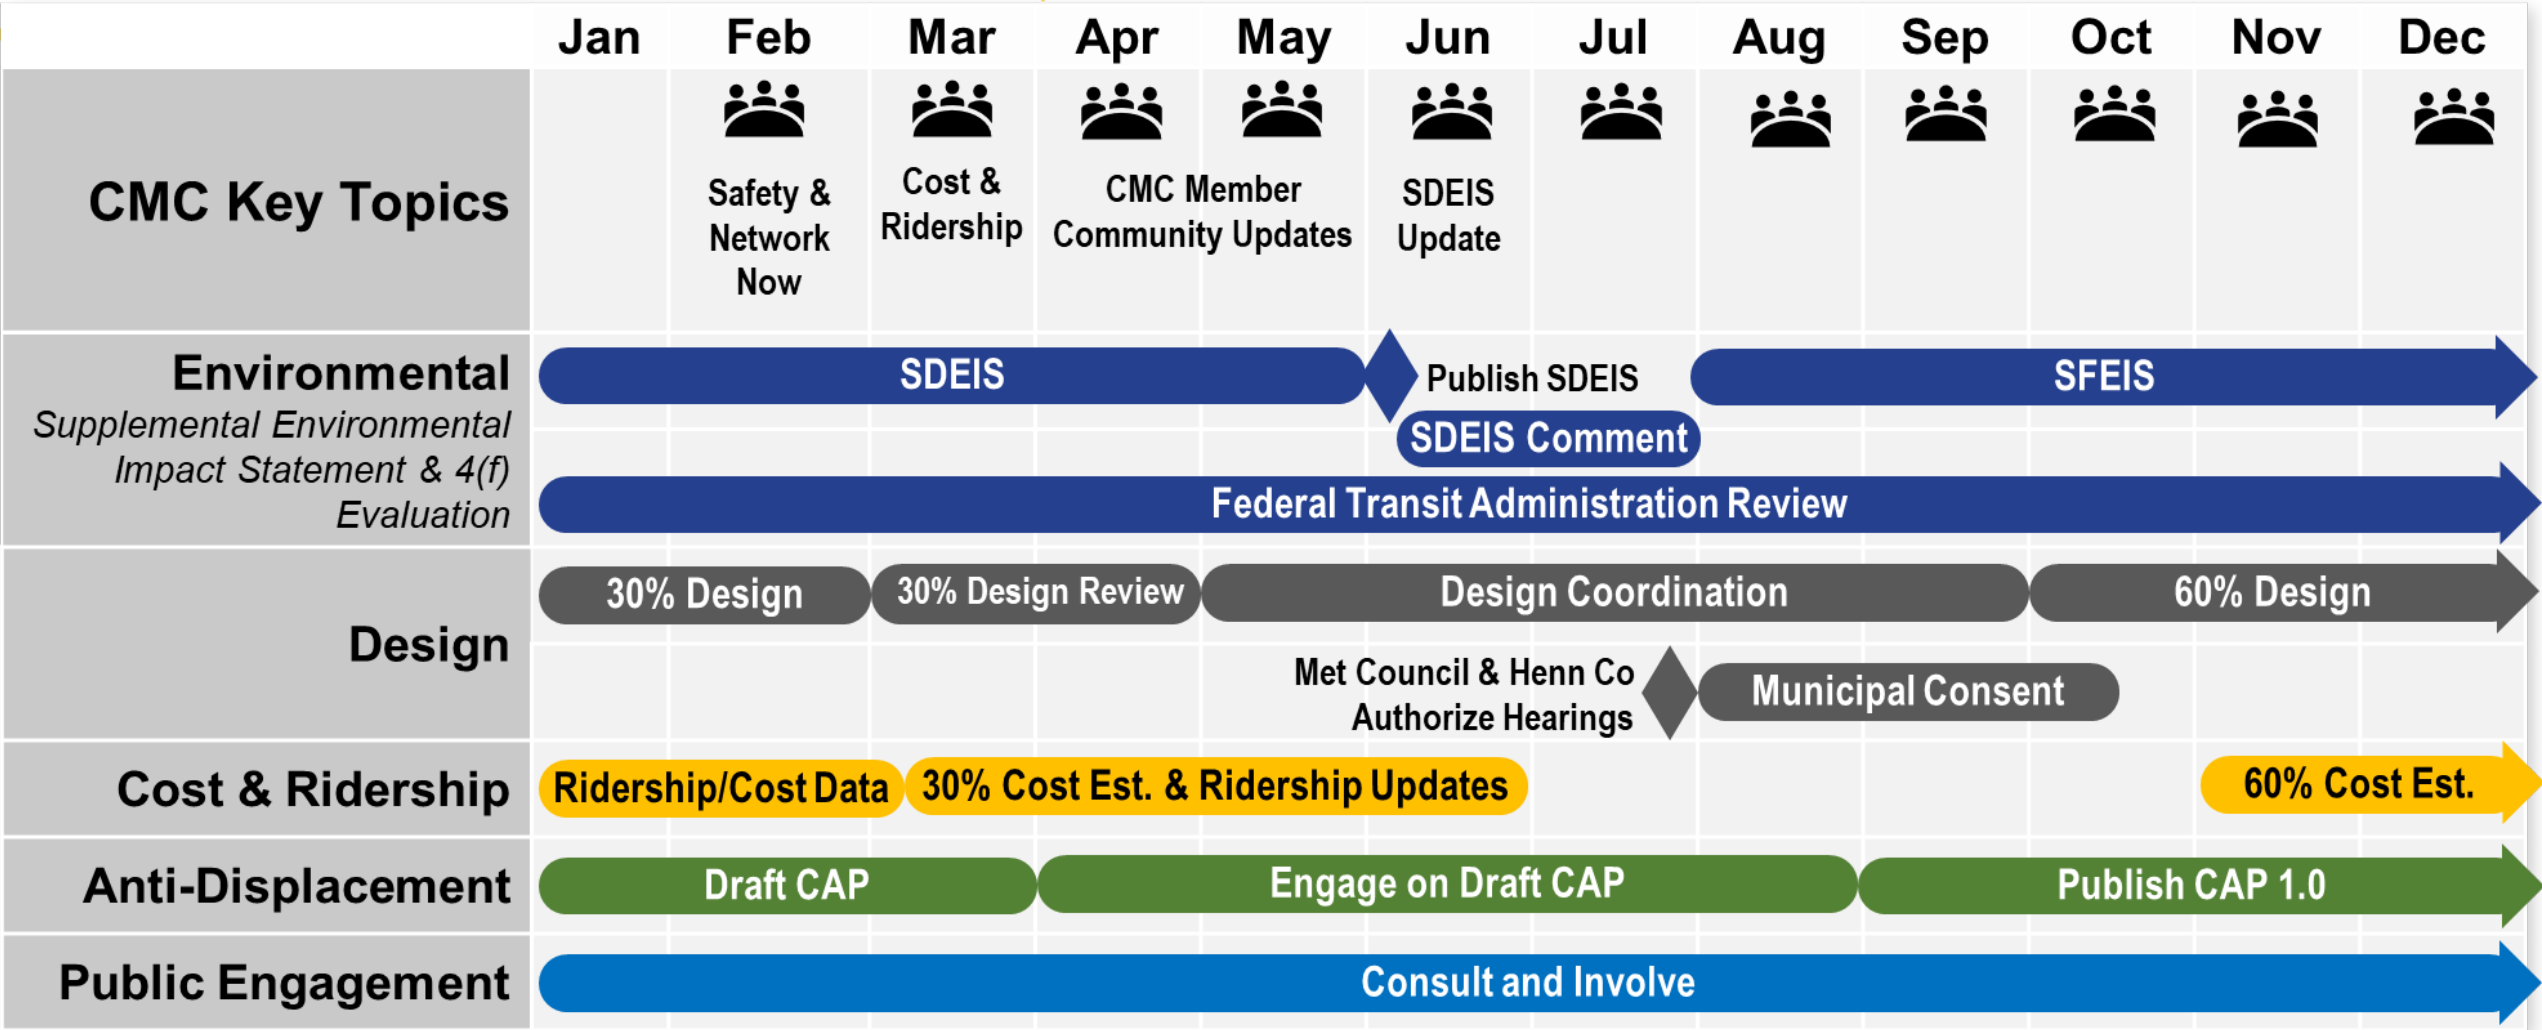 Jan Feb Mar Apr May Jun Jul Aug Sep Oct Nov Dec
CMC Key Topics
Safety &
Network
Now
Cost &
Ridership
CMC Member
Community Updates
SDEIS
Update
Environmental
Supplemental Environmental
Impact Statement & 4(f)
Evaluation
SDEIS
Publish SDEIS
SFEIS
SDEIS Comment
Federal Transit Administration Review
Design
30% Design
30% Design Review
Design Coordination
60% Design
Met Council & Henn Co
Authorize Hearings
Municipal Consent
Cost & Ridership
Ridership/Cost Data
30% Cost Est. & Ridership Updates
60% Cost Est.
Anti-Displacement
Draft CAP
Engage on Draft CAP
Publish CAP 1.0
Public Engagement
Consult and Involve